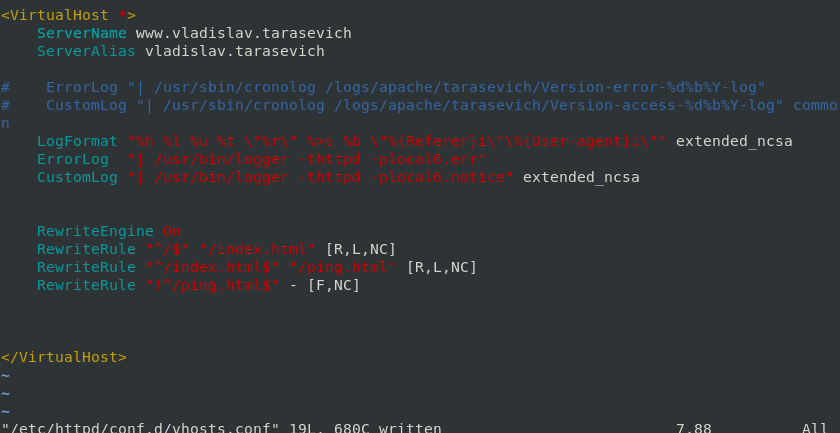 <VirtualHost *>
    ServerName www.vladislav.tarasevich
    ServerAlias vladislav.tarasevich
#    ErrorLog "| /usr/sbin/cronolog /logs/apache/tarasevich/Version-error-%d%b%Y-log"
#    CustomLog "| /usr/sbin/cronolog /logs/apache/tarasevich/Version-access-%d%b%Y-log" commo
n
    LogFormat "%h %l %u %t \"%r\" %>s %b \"%{Referer}i\"\%{User-agent}i\"" extended_ncsa
    ErrorLog  "| /usr/bin/logger -thttpd -plocal6.err"
    CustomLog "| /usr/bin/logger -thttpd -plocal6.notice" extended_ncsa
    RewriteEngine On
    RewriteRule "^/$" "/index.html" [R,L,NC]
    RewriteRule "^/index.html$" "/ping.html" [R,L,NC]
    RewriteRule "!^/ping.html$" - [F,NC]
</VirtualHost>
~
~
~
"/etc/httpd/conf.d/vhosts.conf" 19L, 680C written                          7,88          All